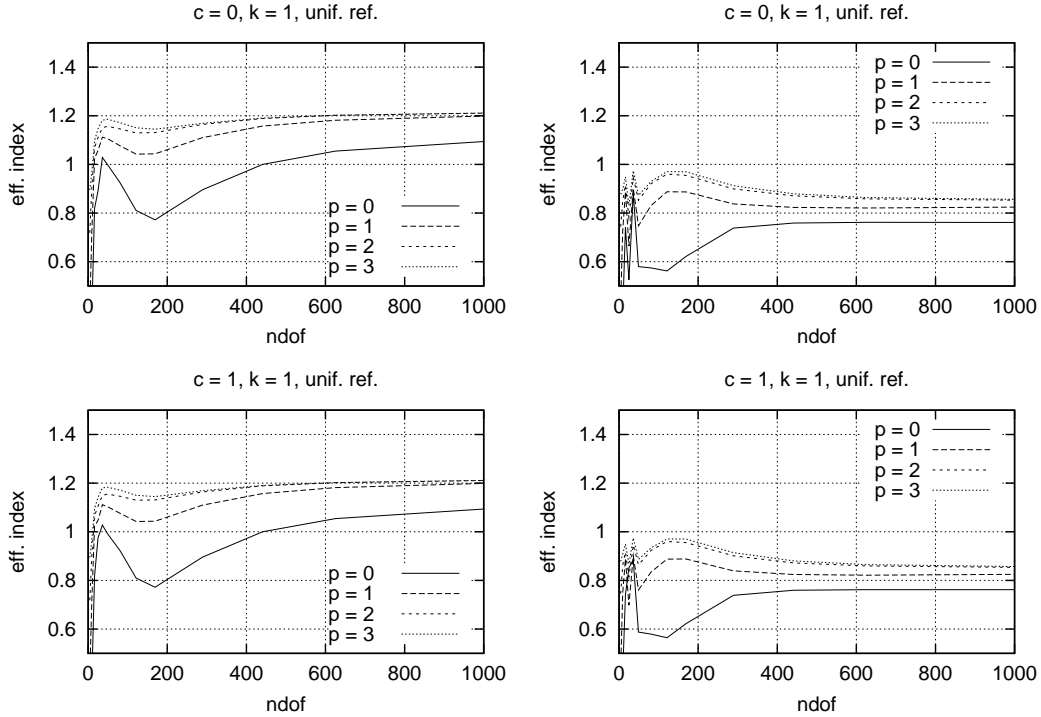 c = 0, k = 1, unif. ref.
eff. index
1.4
1.2
1
0.8
0.6
0 200 400 600 800 1000
ndof
p = 0
p = 1
p = 2
p = 3
c = 0, k = 1, unif. ref.
eff. index
1.4
1.2
1
0.8
0.6
0 200 400 600 800 1000
ndof
p = 0
p = 1
p = 2
p = 3
c = 1, k = 1, unif. ref.
eff. index
1.4
1.2
1
0.8
0.6
0 200 400 600 800 1000
ndof
p = 0
p = 1
p = 2
p = 3
c = 1, k = 1, unif. ref.
eff. index
1.4
1.2
1
0.8
0.6
0 200 400 600 800 1000
ndof
p = 0
p = 1
p = 2
p = 3